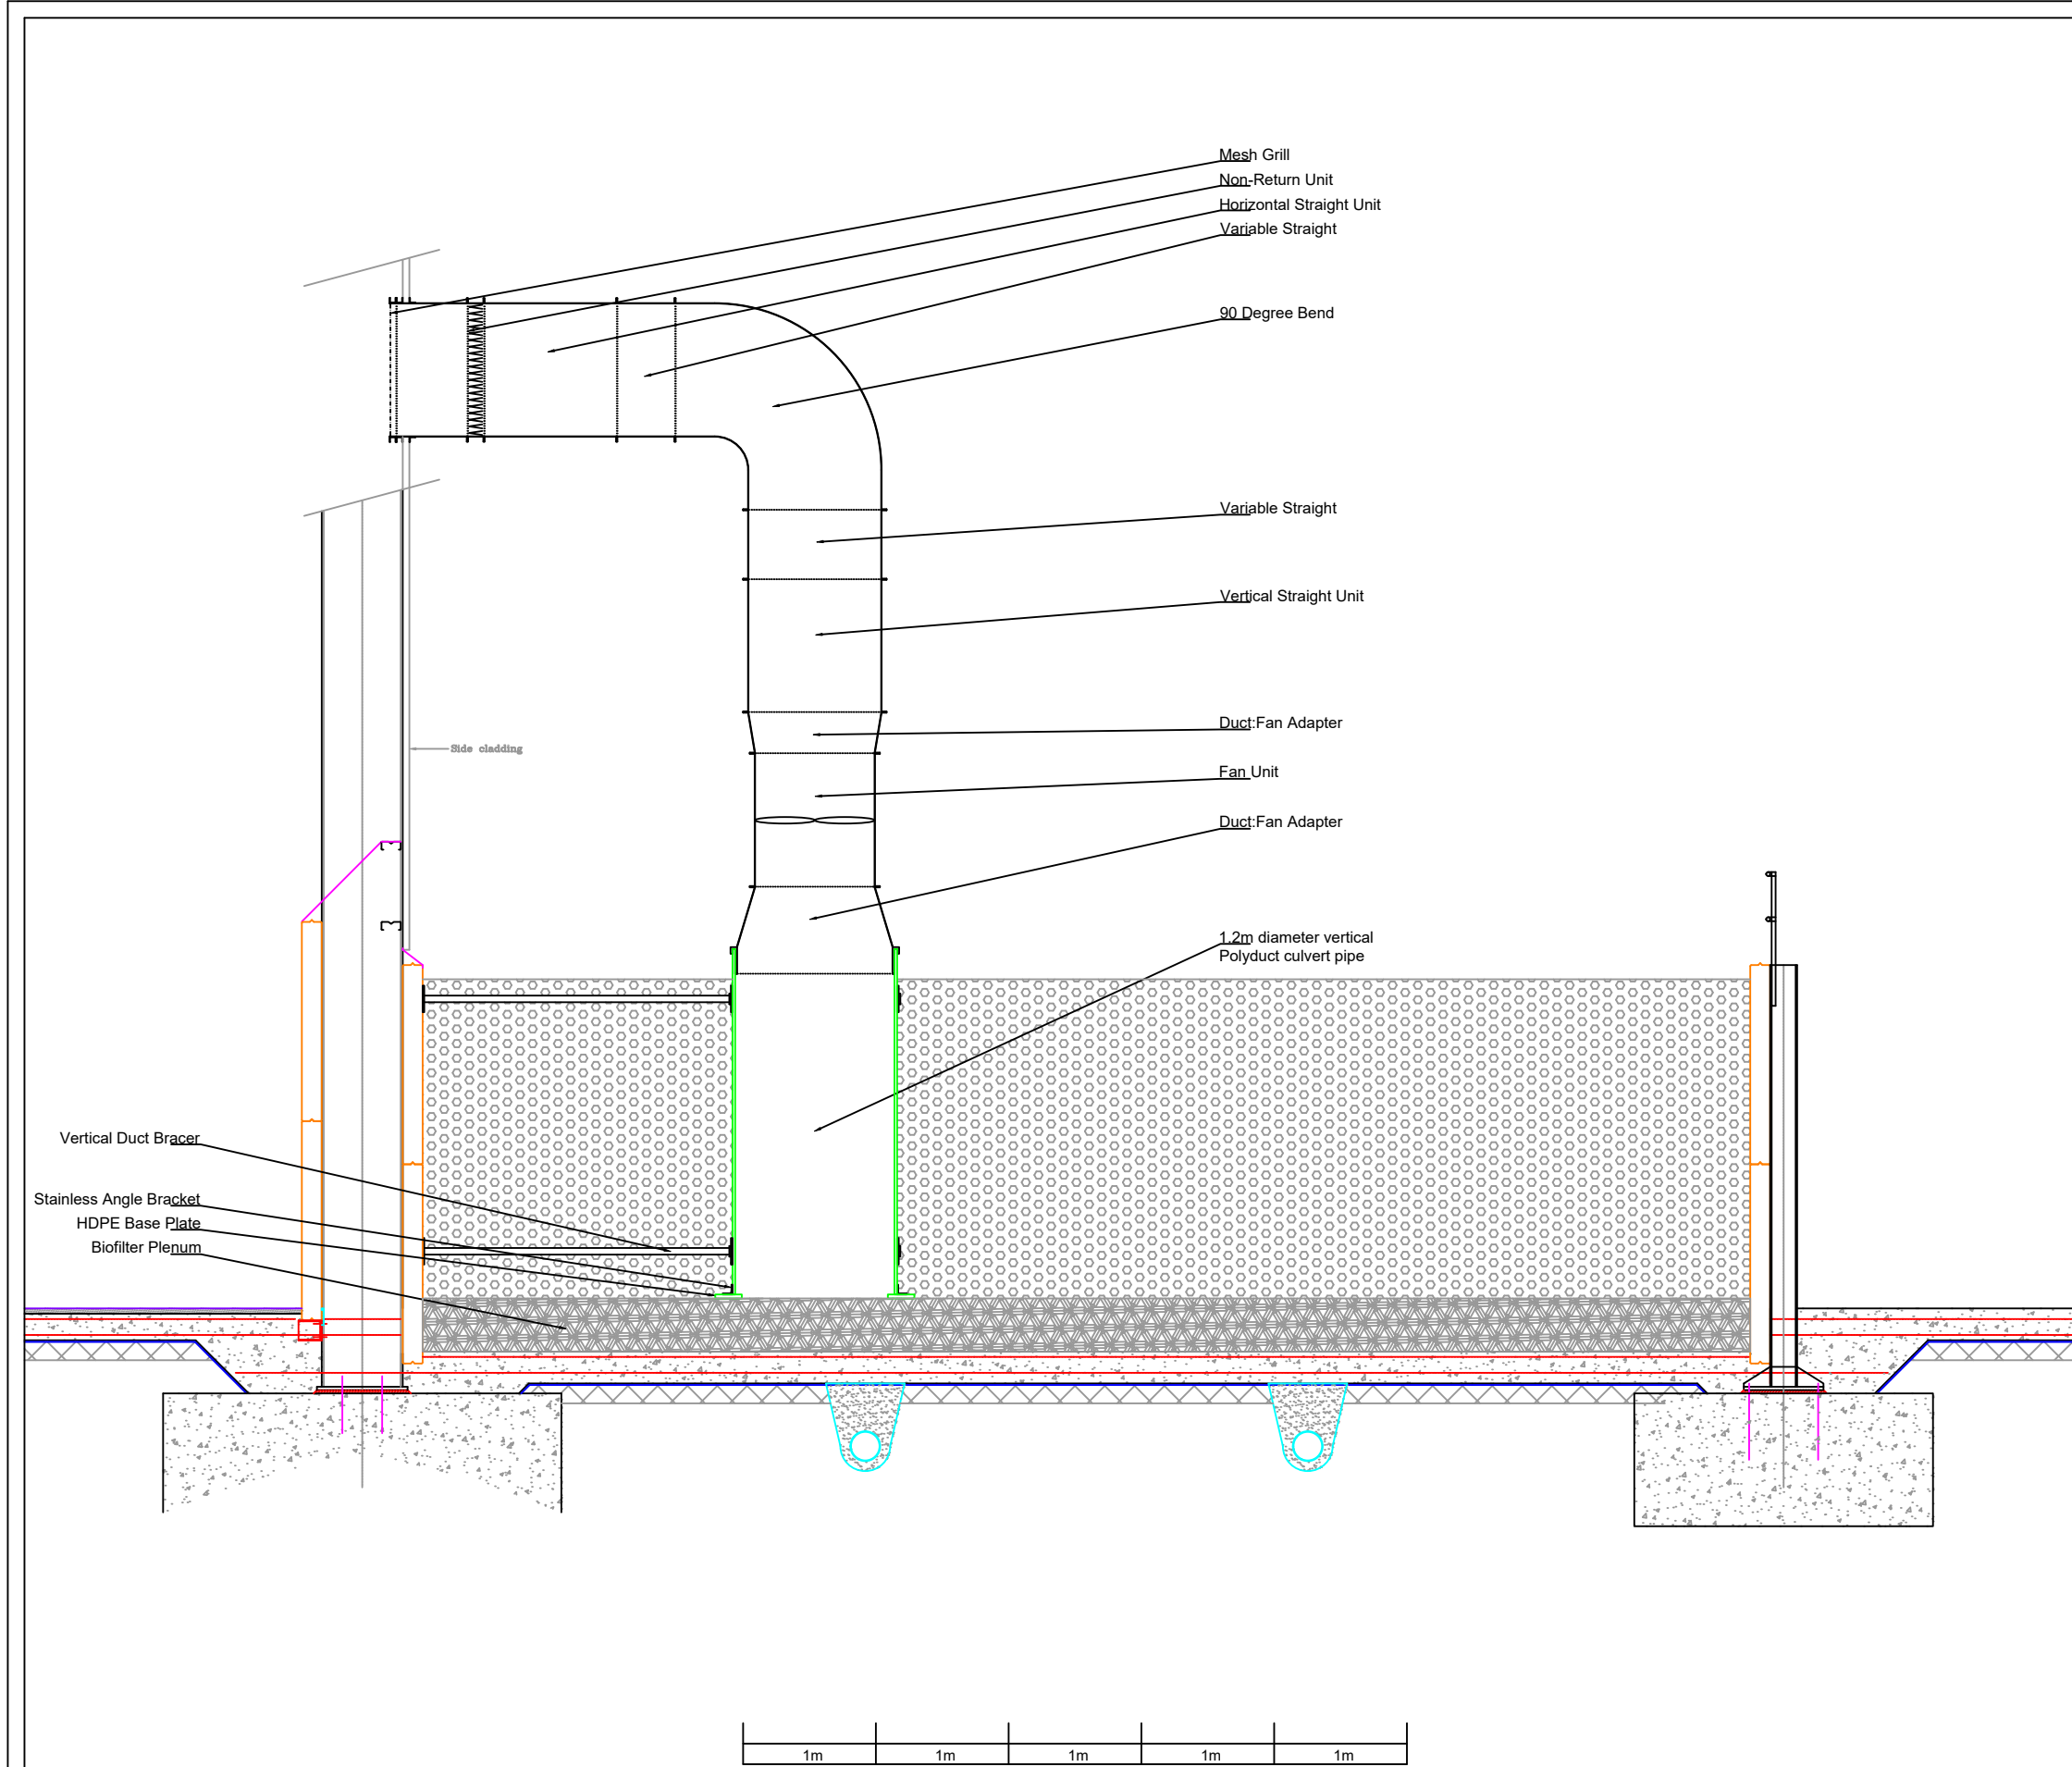 Mesh Grill
Non-Return Unit
Horizontal Straight Unit
Variable Straight
90 Degree Bend
Variable Straight
Vertical Straight Unit
Duct:Fan Adapter
Side cladding
Fan Unit
Duct:Fan Adapter
1.2m diameter vertical
Polyduct culvert pipe
Vertical Duct Bracer
Stainless Angle Bracket
HDPE Base Plate
Biofilter Plenum
1m 1m 1m 1m 1m